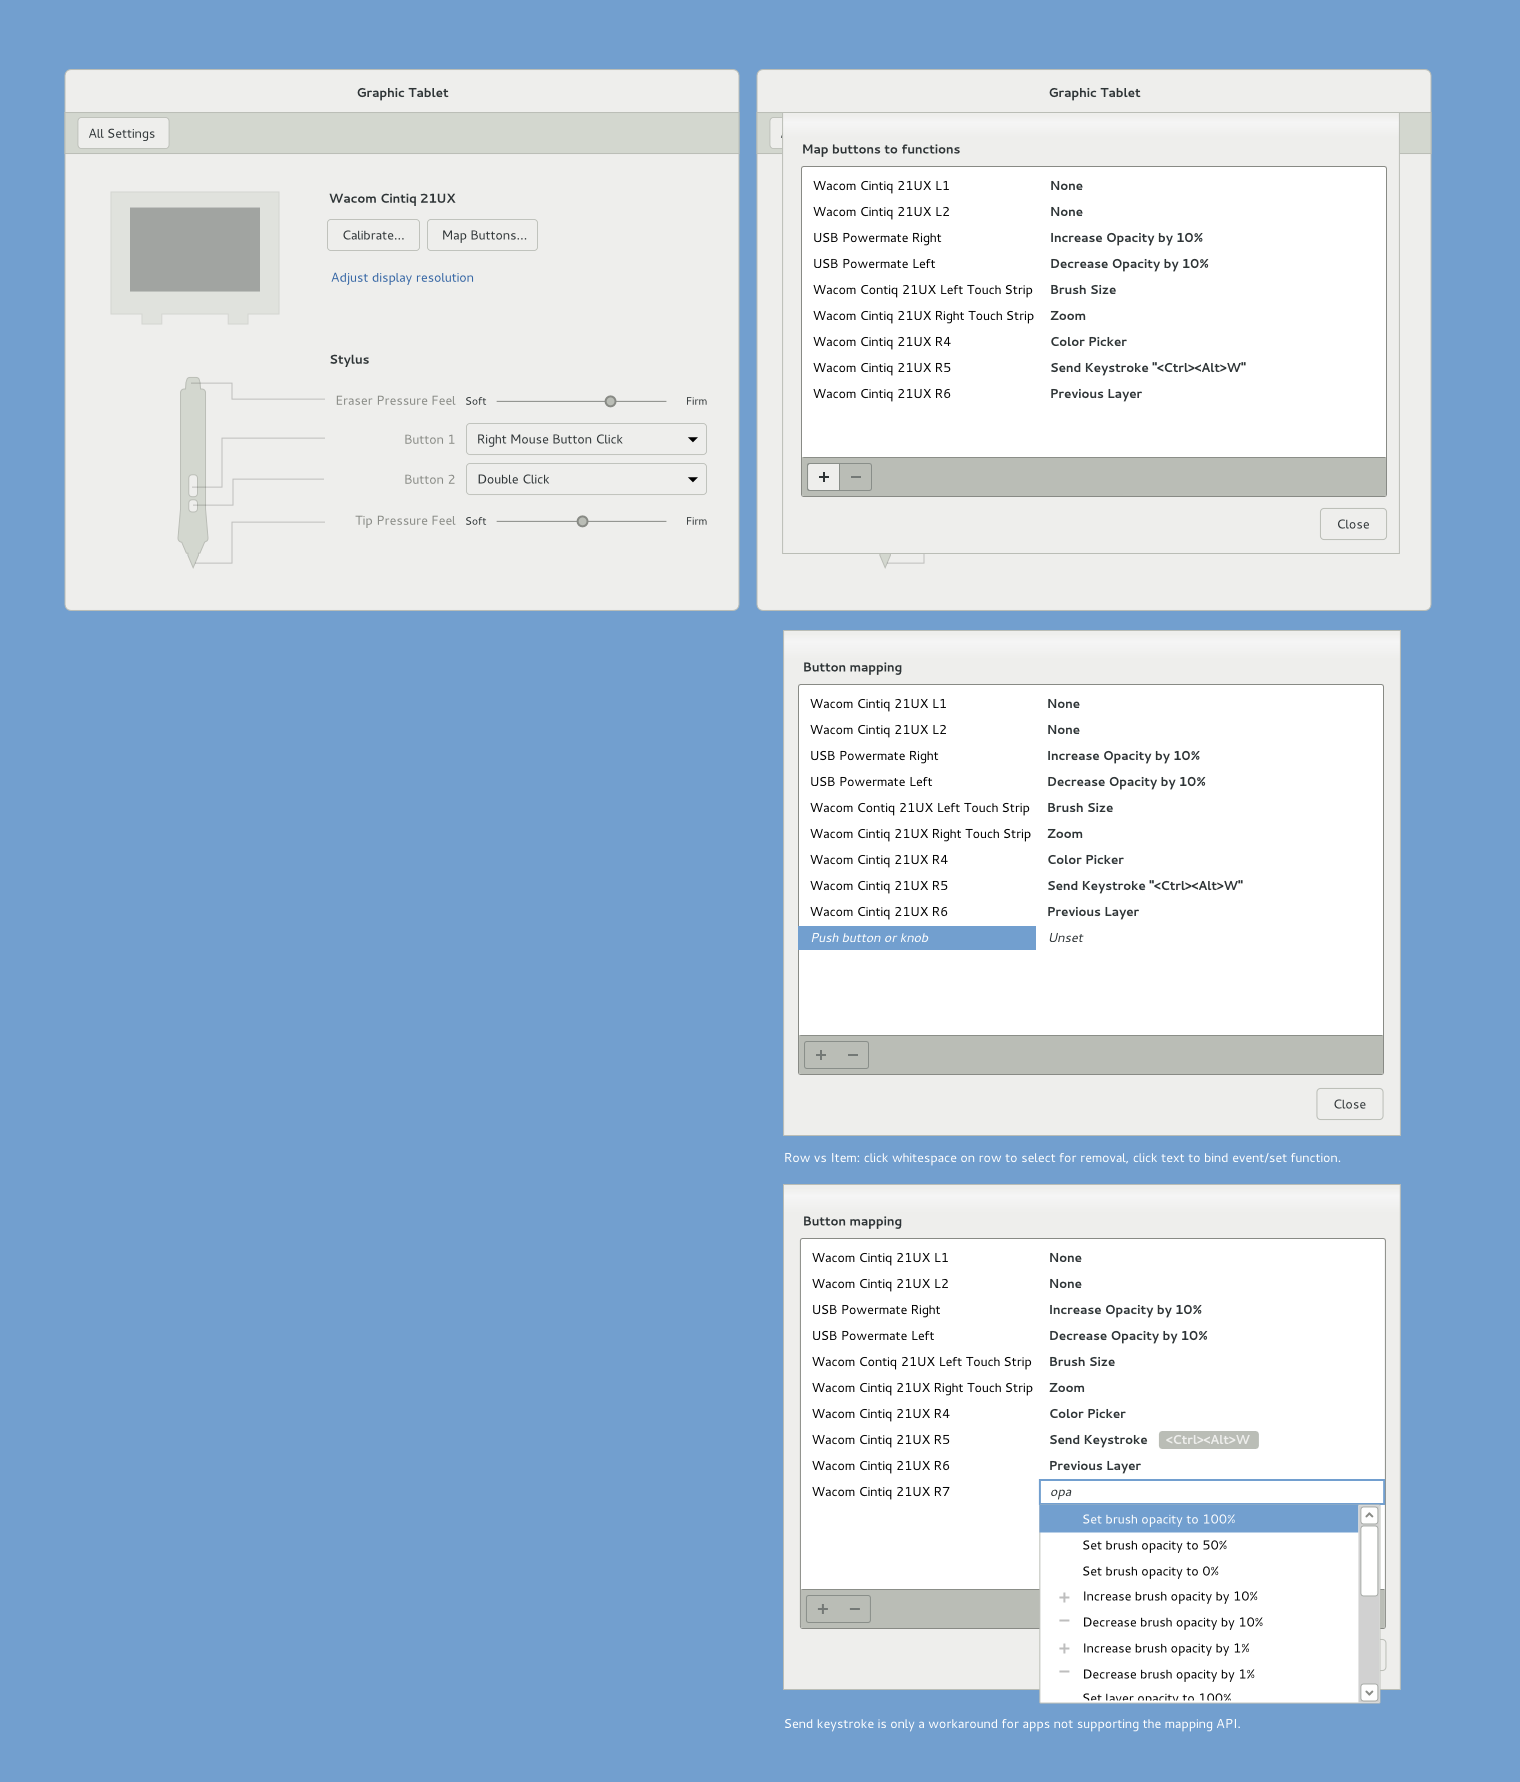 Graphic Tablet
All Settings
Wacom Cintiq 21UX
Calibrate...
Map Buttons...
Adjust display resolution
Stylus
Eraser Pressure Feel Soft Firm
Button 1 Right Mouse Button Click
Button 2 Double Click
Tip Pressure Feel Soft Firm
Graphic Tablet
Map buttons to functions
Wacom Cintiq 21UX L1 None
Wacom Cintiq 21UX L2 None
USB Powermate Right Increase Opacity by 10%
USB Powermate Left Decrease Opacity by 10%
Wacom Contiq 21UX Left Touch Strip Brush Size
Wacom Cintiq 21UX Right Touch Strip Zoom
Wacom Cintiq 21UX R4 Color Picker
Wacom Cintiq 21UX R5 Send Keystroke "<Ctrl><Alt>W"
Wacom Cintiq 21UX R6 Previous Layer
+ −
Close
Button mapping
Wacom Cintiq 21UX L1 None
Wacom Cintiq 21UX L2 None
USB Powermate Right Increase Opacity by 10%
USB Powermate Left Decrease Opacity by 10%
Wacom Contiq 21UX Left Touch Strip Brush Size
Wacom Cintiq 21UX Right Touch Strip Zoom
Wacom Cintiq 21UX R4 Color Picker
Wacom Cintiq 21UX R5 Send Keystroke "<Ctrl><Alt>W"
Wacom Cintiq 21UX R6 Previous Layer
Push button or knob Unset
+ −
Close
Row vs Item: click whitespace on row to select for removal, click text to bind event/set function.
Button mapping
Wacom Cintiq 21UX L1 None
Wacom Cintiq 21UX L2 None
USB Powermate Right Increase Opacity by 10%
USB Powermate Left Decrease Opacity by 10%
Wacom Contiq 21UX Left Touch Strip Brush Size
Wacom Cintiq 21UX Right Touch Strip Zoom
Wacom Cintiq 21UX R4 Color Picker
Wacom Cintiq 21UX R5 Send Keystroke <Ctrl><Alt>W
Wacom Cintiq 21UX R6 Previous Layer
Wacom Cintiq 21UX R7 opa
Set brush opacity to 100%
Set brush opacity to 50%
Set brush opacity to 0%
+ Increase brush opacity by 10%
− Decrease brush opacity by 10%
+ Increase brush opacity by 1%
− Decrease brush opacity by 1%
Set layer opacity to 100%
+ −
Send keystroke is only a workaround for apps not supporting the mapping API.